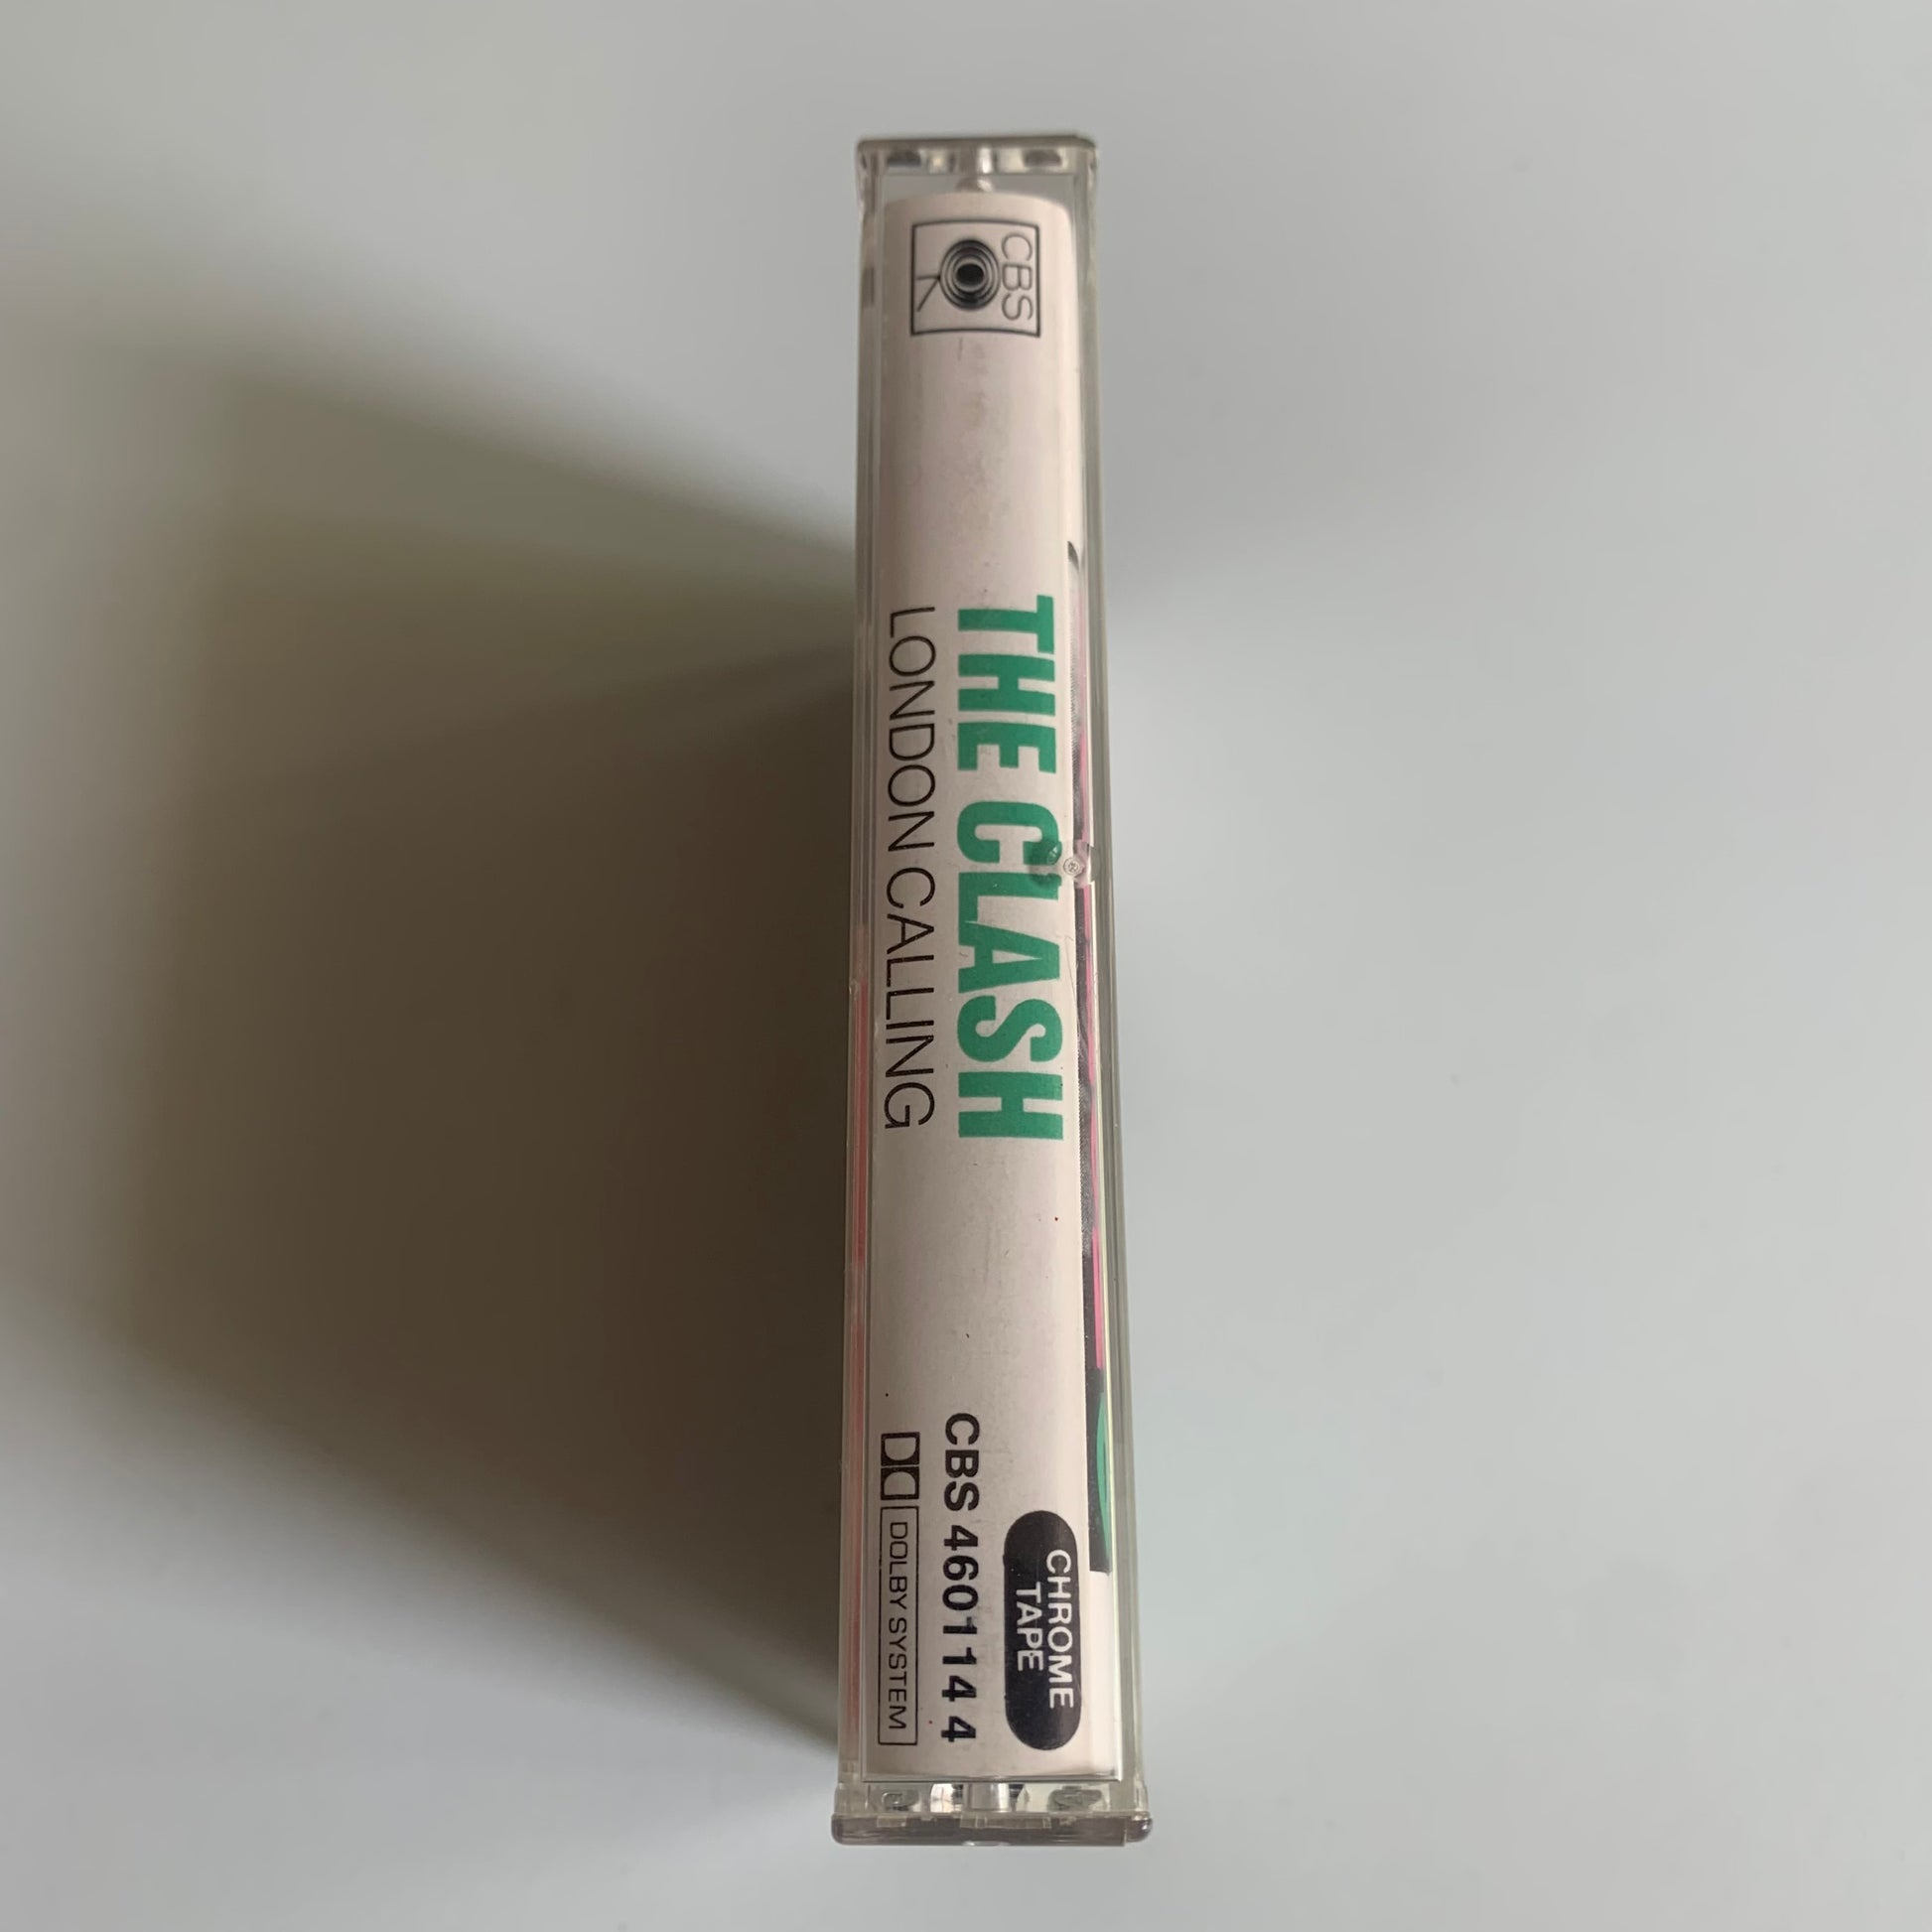 CBS
THE CLASH
LONDON CALLING
CHROME
TAPE
CBS 460114 4
DOLBY SYSTEM